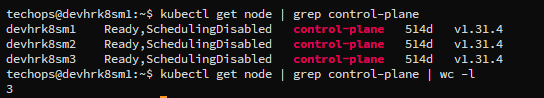 techops@devhrk8sm1:~$ kubectl get node | grep control-plane
devhrk8sm1    Ready,SchedulingDisabled   control-plane   514d   v1.31.4
devhrk8sm2    Ready,SchedulingDisabled   control-plane   514d   v1.31.4
devhrk8sm3    Ready,SchedulingDisabled   control-plane   514d   v1.31.4
techops@devhrk8sm1:~$ kubectl get node | grep control-plane | wc -l
3